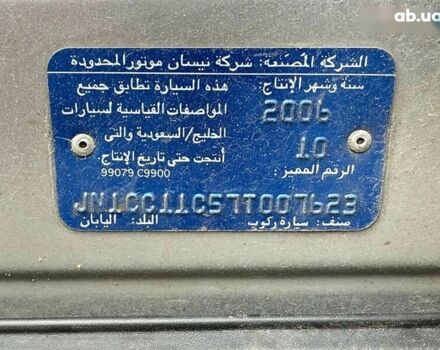 ab.ua
الشركة المصنعة: شركة نيسان موتور المحدودة
سنة وشهر الإنتاج: هذه السيارة تطابق جميع
2006 المواصفات القياسية لسيارات
الخليج/السعودية والتى
10 أنتجت حتى تاريخ الإنتاج.
الرقم المميز: 99079 C9900
JN1CC11C57T007623
صنف: سيارة ركوب البلد: اليابان